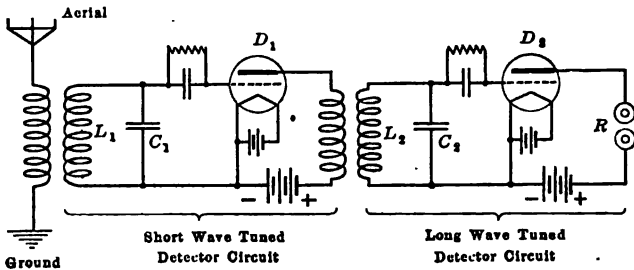 Aerial
D₁
D₂
L₁
C₁
L₂
C₂
R
− +
− +
Short Wave Tuned
Detector Circuit
Long Wave Tuned
Detector Circuit
Ground